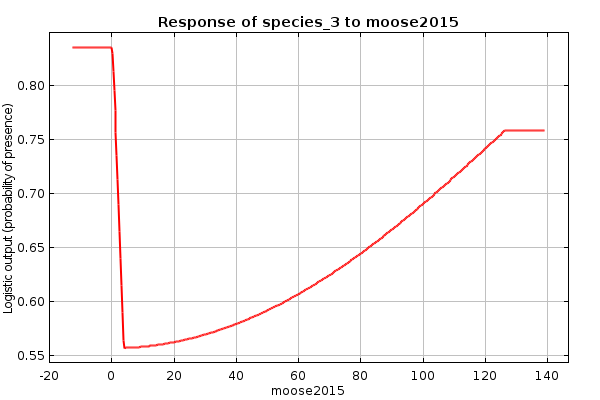 Response of species_3 to moose2015
Logistic output (probability of presence)
0.80
0.75
0.70
0.65
0.60
0.55
-20 0 20 40 60 80 100 120 140
moose2015